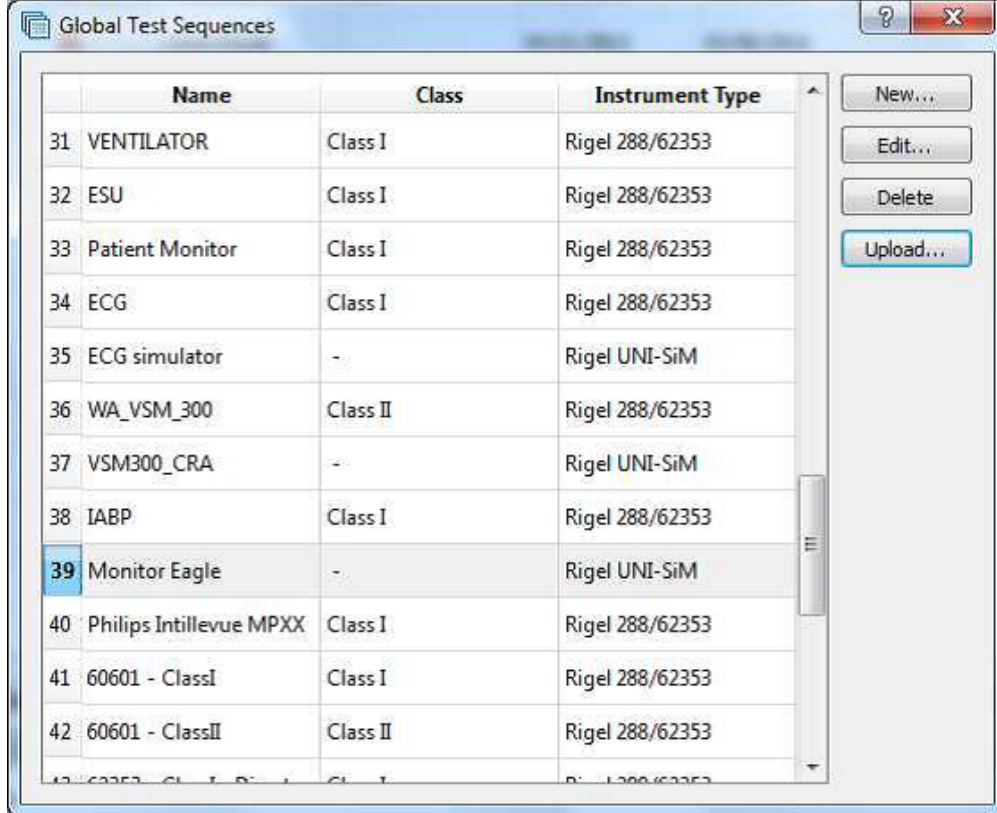 Global Test Sequences
Name Class Instrument Type
New...
31 VENTILATOR Class I Rigel 288/62353
Edit...
32 ESU Class I Rigel 288/62353
Delete
33 Patient Monitor Class I Rigel 288/62353
Upload...
34 ECG Class I Rigel 288/62353
35 ECG simulator - Rigel UNI-SiM
36 WA_VSM_300 Class II Rigel 288/62353
37 VSM300_CRA - Rigel UNI-SiM
38 IABP Class I Rigel 288/62353
39 Monitor Eagle - Rigel UNI-SiM
40 Philips Intillevue MPXX Class I Rigel 288/62353
41 60601 - ClassI Class I Rigel 288/62353
42 60601 - ClassII Class II Rigel 288/62353